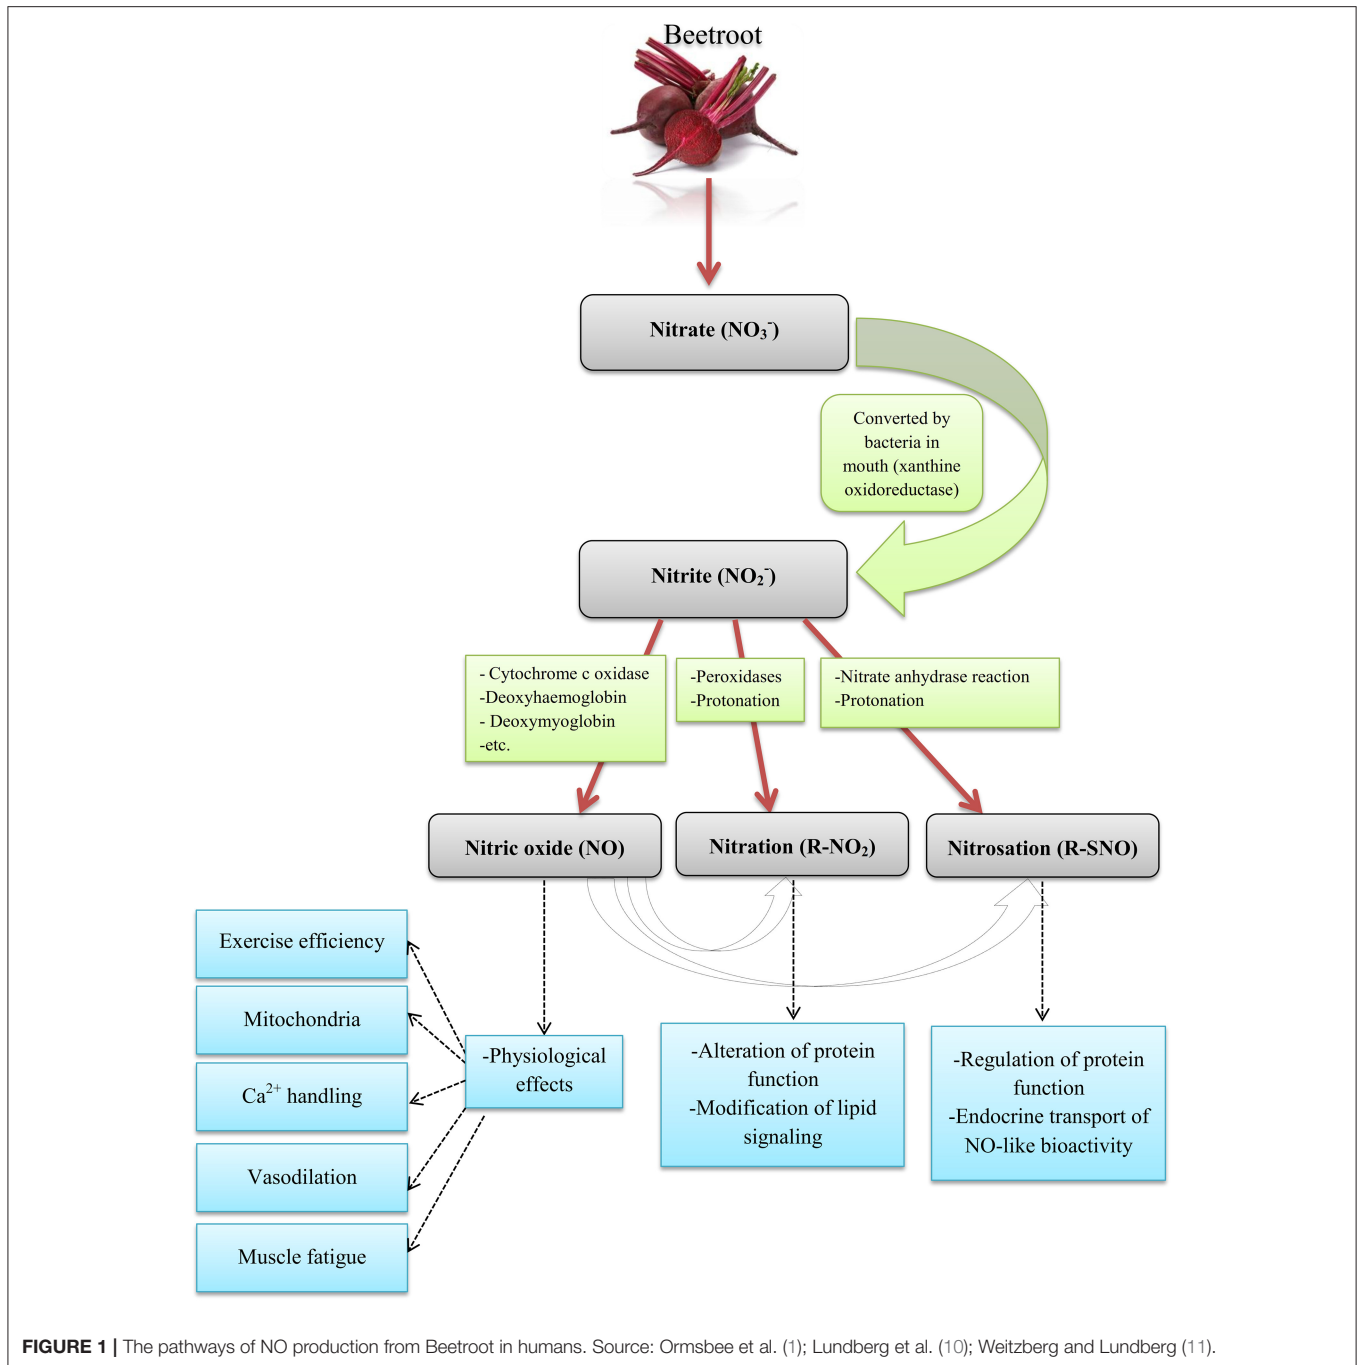 Beetroot
Nitrate (NO₃⁻)
Converted by
bacteria in
mouth (xanthine
oxidoreductase)
Nitrite (NO₂⁻)
- Cytochrome c oxidase
-Deoxyhaemoglobin
- Deoxymyoglobin
-etc.
-Peroxidases
-Protonation
-Nitrate anhydrase reaction
-Protonation
Nitric oxide (NO)
Nitration (R-NO₂)
Nitrosation (R-SNO)
Exercise efficiency
Mitochondria
Ca²⁺ handling
Vasodilation
Muscle fatigue
-Physiological
effects
-Alteration of protein
function
-Modification of lipid
signaling
-Regulation of protein
function
-Endocrine transport of
NO-like bioactivity
FIGURE 1 | The pathways of NO production from Beetroot in humans. Source: Ormsbee et al. (1); Lundberg et al. (10); Weitzberg and Lundberg (11).